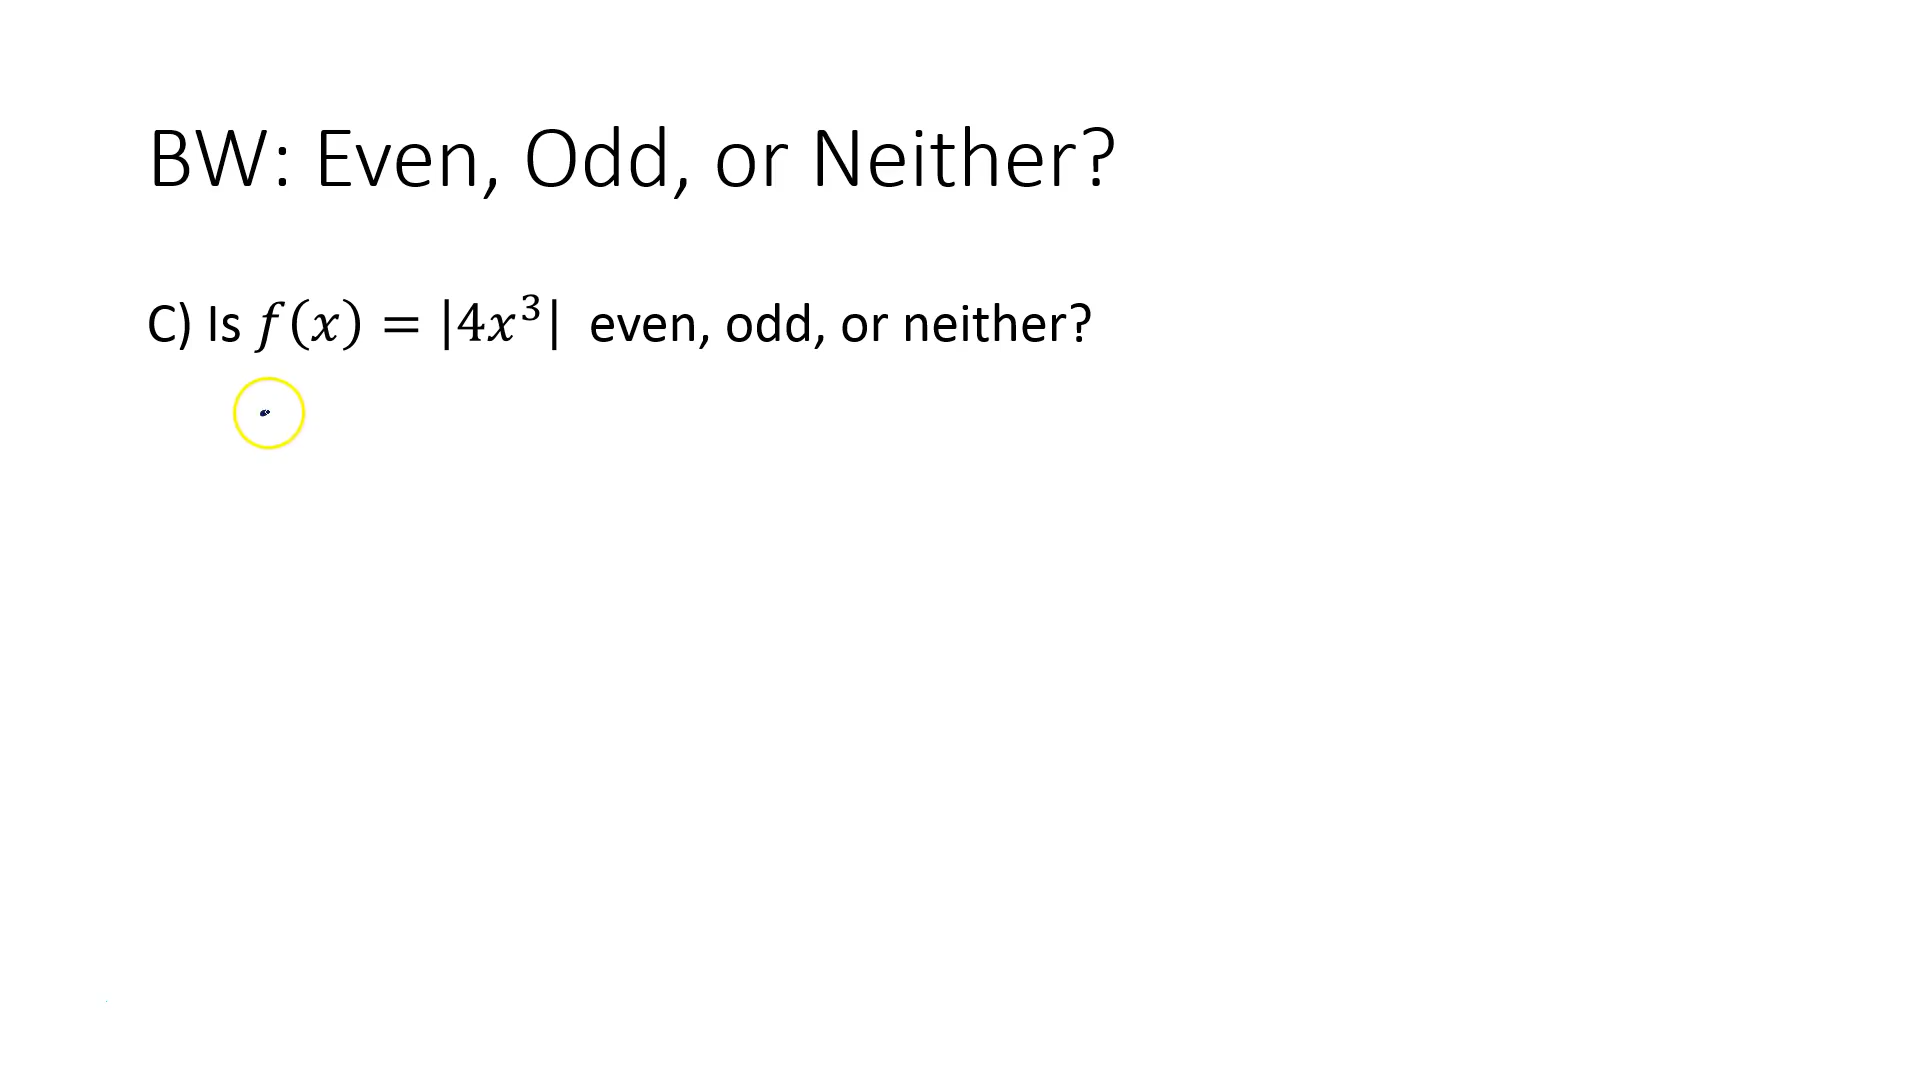 BW: Even, Odd, or Neither?
C) Is 𝑓(𝑥) = |4𝑥³| even, odd, or neither?